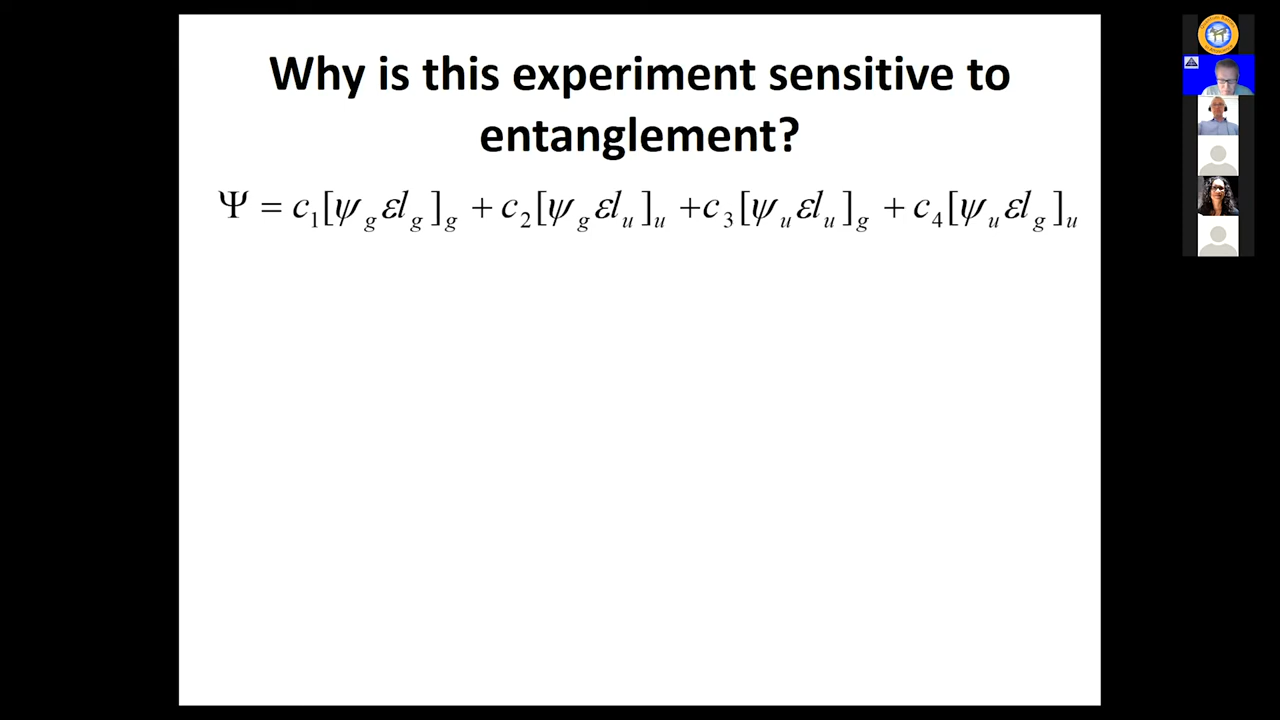 Why is this experiment sensitive to
entanglement?
Ψ = c₁[ψ_g εl_g]_g + c₂[ψ_g εl_u]_u + c₃[ψ_u εl_u]_g + c₄[ψ_u εl_g]_u